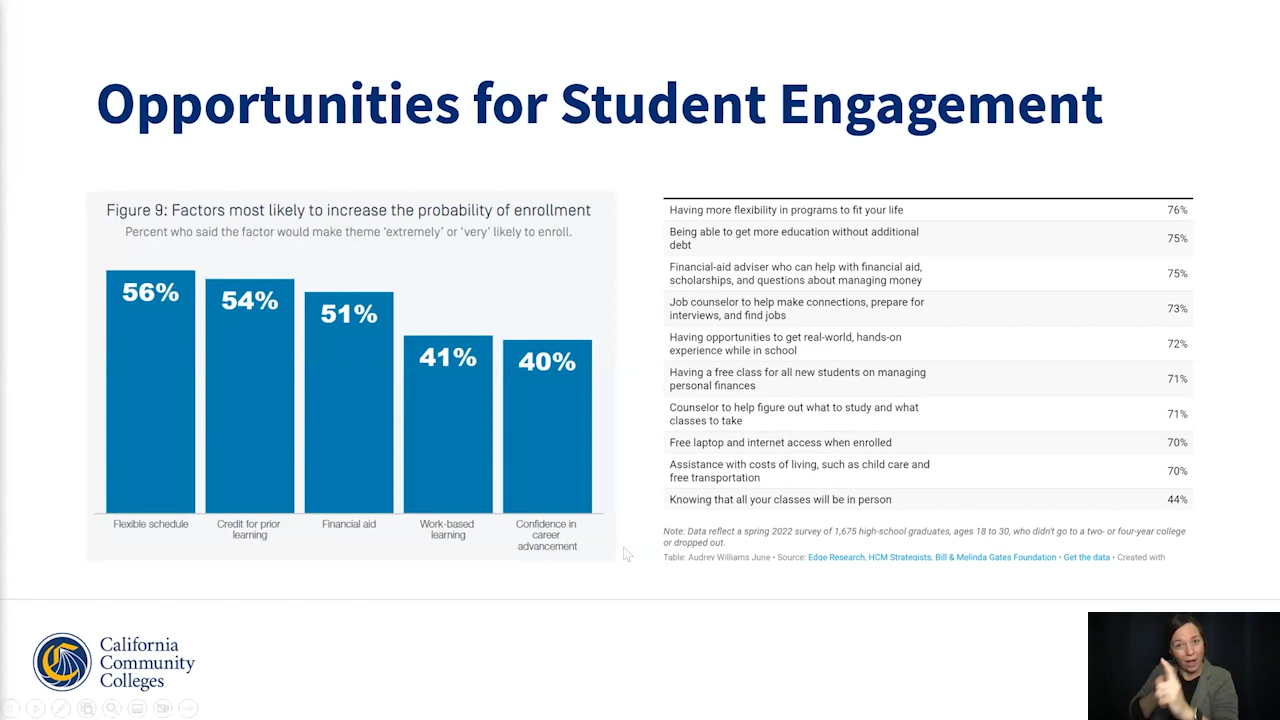 Opportunities for Student Engagement
Figure 9: Factors most likely to increase the probability of enrollment
Percent who said the factor would make theme ‘extremely’ or ‘very’ likely to enroll.
56%
54%
51%
41%
40%
Flexible schedule
Credit for prior
learning
Financial aid
Work-based
learning
Confidence in
career
advancement
Having more flexibility in programs to fit your life 76%
Being able to get more education without additional
debt 75%
Financial-aid adviser who can help with financial aid,
scholarships, and questions about managing money 75%
Job counselor to help make connections, prepare for
interviews, and find jobs 73%
Having opportunities to get real-world, hands-on
experience while in school 72%
Having a free class for all new students on managing
personal finances 71%
Counselor to help figure out what to study and what
classes to take 71%
Free laptop and internet access when enrolled 70%
Assistance with costs of living, such as child care and
free transportation 70%
Knowing that all your classes will be in person 44%
Note: Data reflect a spring 2022 survey of 1,675 high-school graduates, ages 18 to 30, who didn't go to a two- or four-year college
or dropped out.
Table: Audrey Williams June • Source: Edge Research, HCM Strategists, Bill & Melinda Gates Foundation • Get the data • Created with
California
Community
Colleges